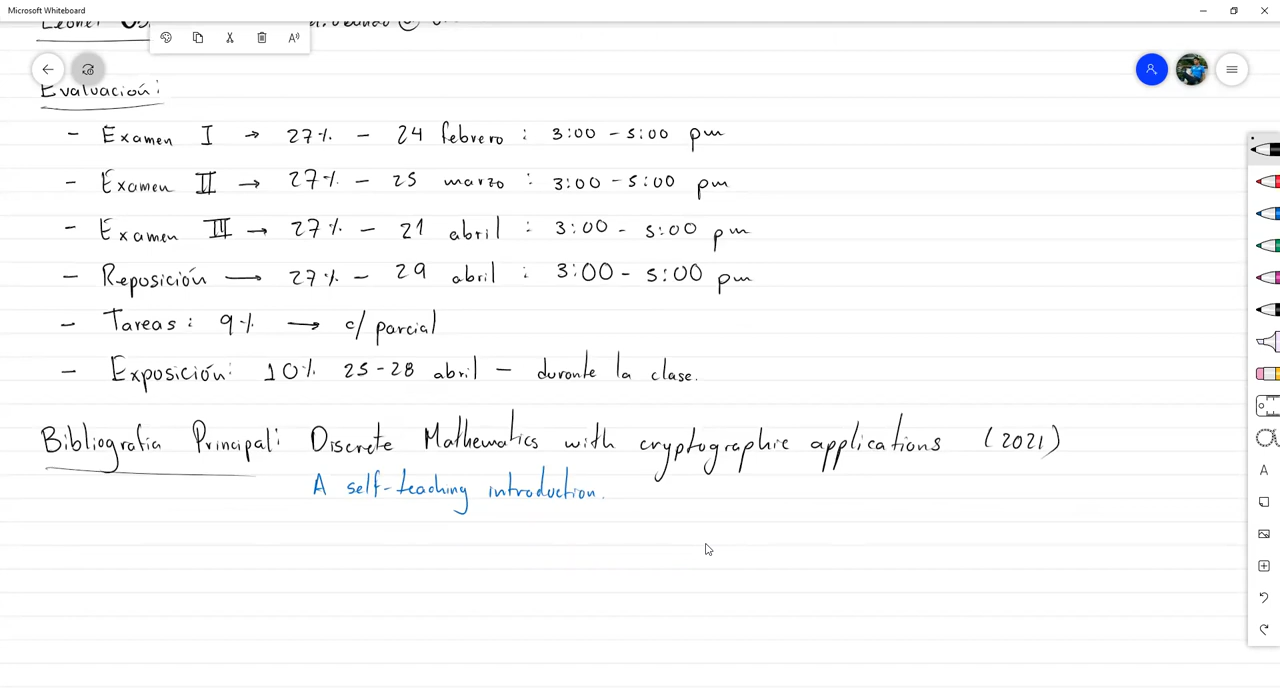 Microsoft Whiteboard
Evaluación:
- Examen I → 27% - 24 febrero : 3:00 - 5:00 pm
- Examen II → 27% - 25 marzo : 3:00 - 5:00 pm
- Examen III → 27% - 21 abril : 3:00 - 5:00 pm
- Reposición → 27% - 29 abril : 3:00 - 5:00 pm
- Tareas : 9% → c/ parcial
- Exposición: 10% 25-28 abril - durante la clase.
Bibliografia Principal: Discrete Mathematics with cryptographic applications (2021)
A self-teaching introduction.